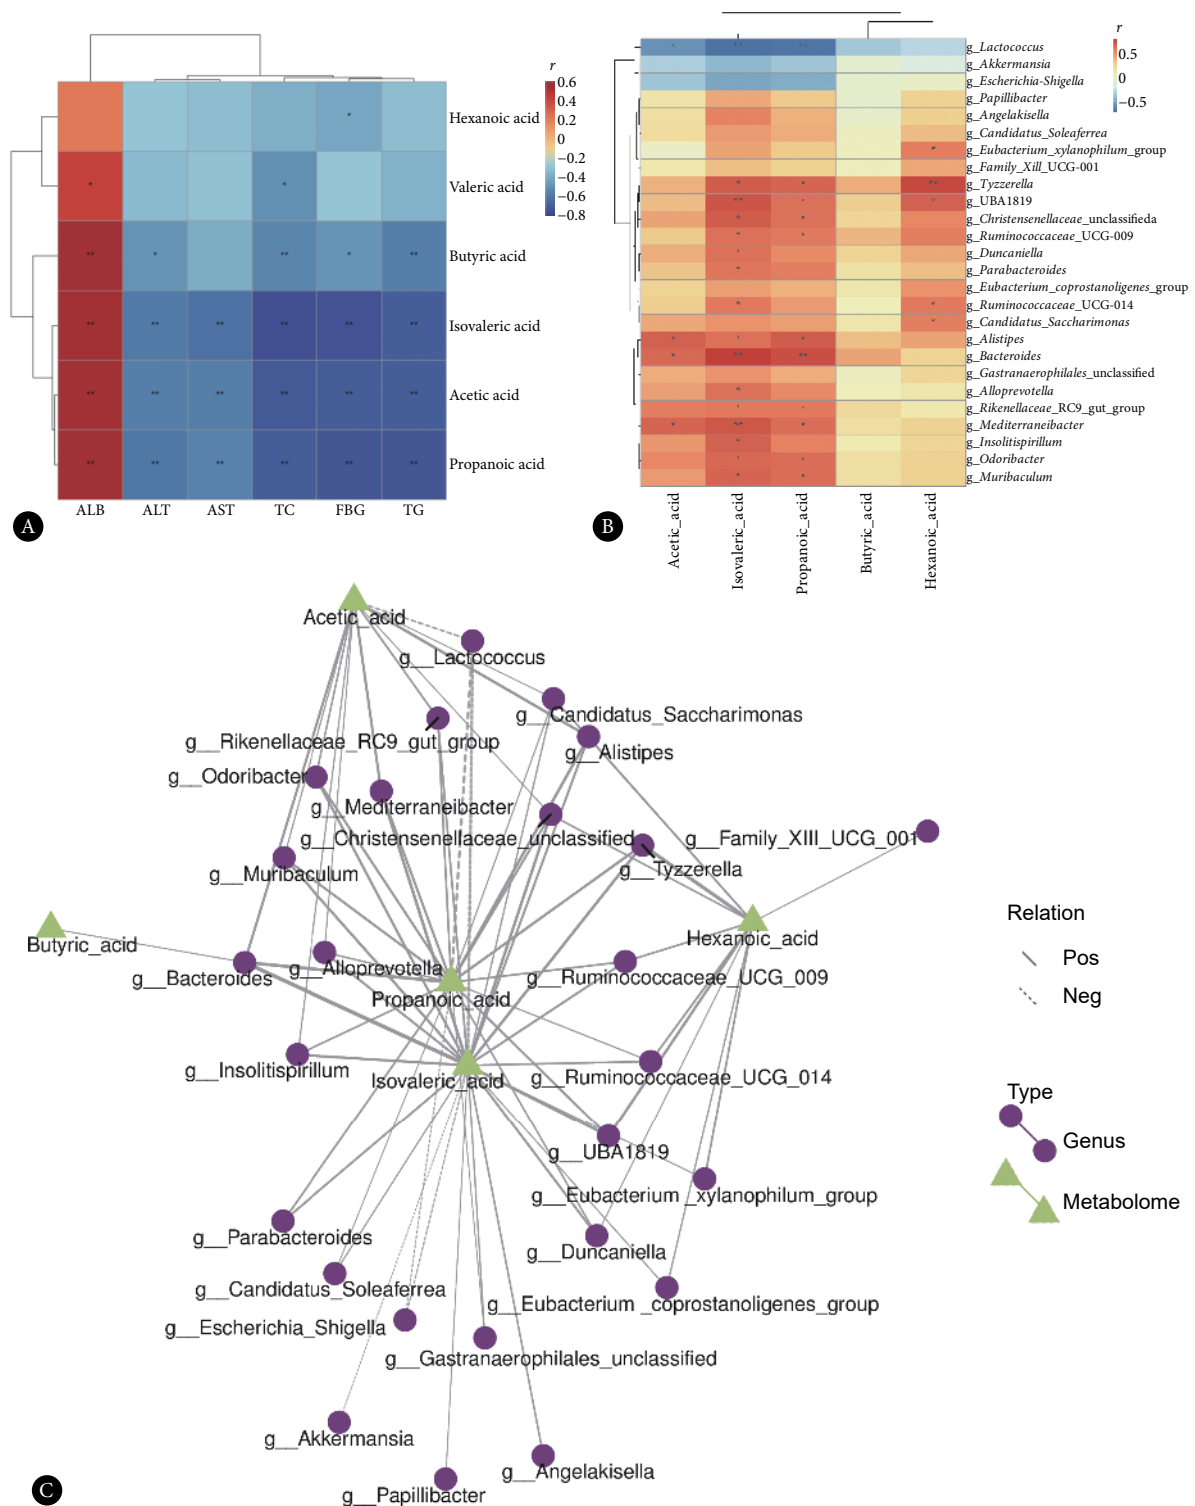 r
0.6
0.4
0.2
0
−0.2
−0.4
−0.6
−0.8
Hexanoic acid
Valeric acid
Butyric acid
Isovaleric acid
Acetic acid
Propanoic acid
*
* *
** * ** * **
** ** ** ** ** **
** ** ** ** ** **
** ** ** ** ** **
ALB ALT AST TC FBG TG
A
r
0.5
0
−0.5
g_Lactococcus
g_Akkermansia
g_Escherichia-Shigella
g_Papillibacter
g_Angelakisella
g_Candidatus_Soleaferrea
g_Eubacterium_xylanophilum_group
g_Family_Xill_UCG-001
g_Tyzzerella
g_UBA1819
g_Christensenellaceae_unclassifieda
g_Ruminococcaceae_UCG-009
g_Duncaniella
g_Parabacteroides
g_Eubacterium_coprostanoligenes_group
g_Ruminococcaceae_UCG-014
g_Candidatus_Saccharimonas
g_Alistipes
g_Bacteroides
g_Gastranaerophilales_unclassified
g_Alloprevotella
g_Rikenellaceae_RC9_gut_group
g_Mediterraneibacter
g_Insolitispirillum
g_Odoribacter
g_Muribaculum
Acetic_acid
Isovaleric_acid
Propanoic_acid
Butyric_acid
Hexanoic_acid
B
Acetic_acid
g__Lactococcus
g__Candidatus_Saccharimonas
g__Rikenellaceae_RC9_gut_group
g__Alistipes
g__Odoribacter
g__Mediterraneibacter
g__Christensenellaceae_unclassified
g__Family_XIII_UCG_001
g__Tyzzerella
g__Muribaculum
Butyric_acid
Hexanoic_acid
g__Bacteroides
g__Alloprevotella
g__Ruminococcaceae_UCG_009
Propanoic_acid
g__Insolitispirillum
Isovaleric_acid
g__Ruminococcaceae_UCG_014
g__UBA1819
g__Eubacterium _xylanophilum_group
g__Parabacteroides
g__Duncaniella
g__Candidatus_Soleaferrea
g__Eubacterium _coprostanoligenes_group
g__Escherichia_Shigella
g__Gastranaerophilales_unclassified
g__Akkermansia
g__Angelakisella
g__Papillibacter
Relation
Pos
Neg
Type
Genus
Metabolome
C